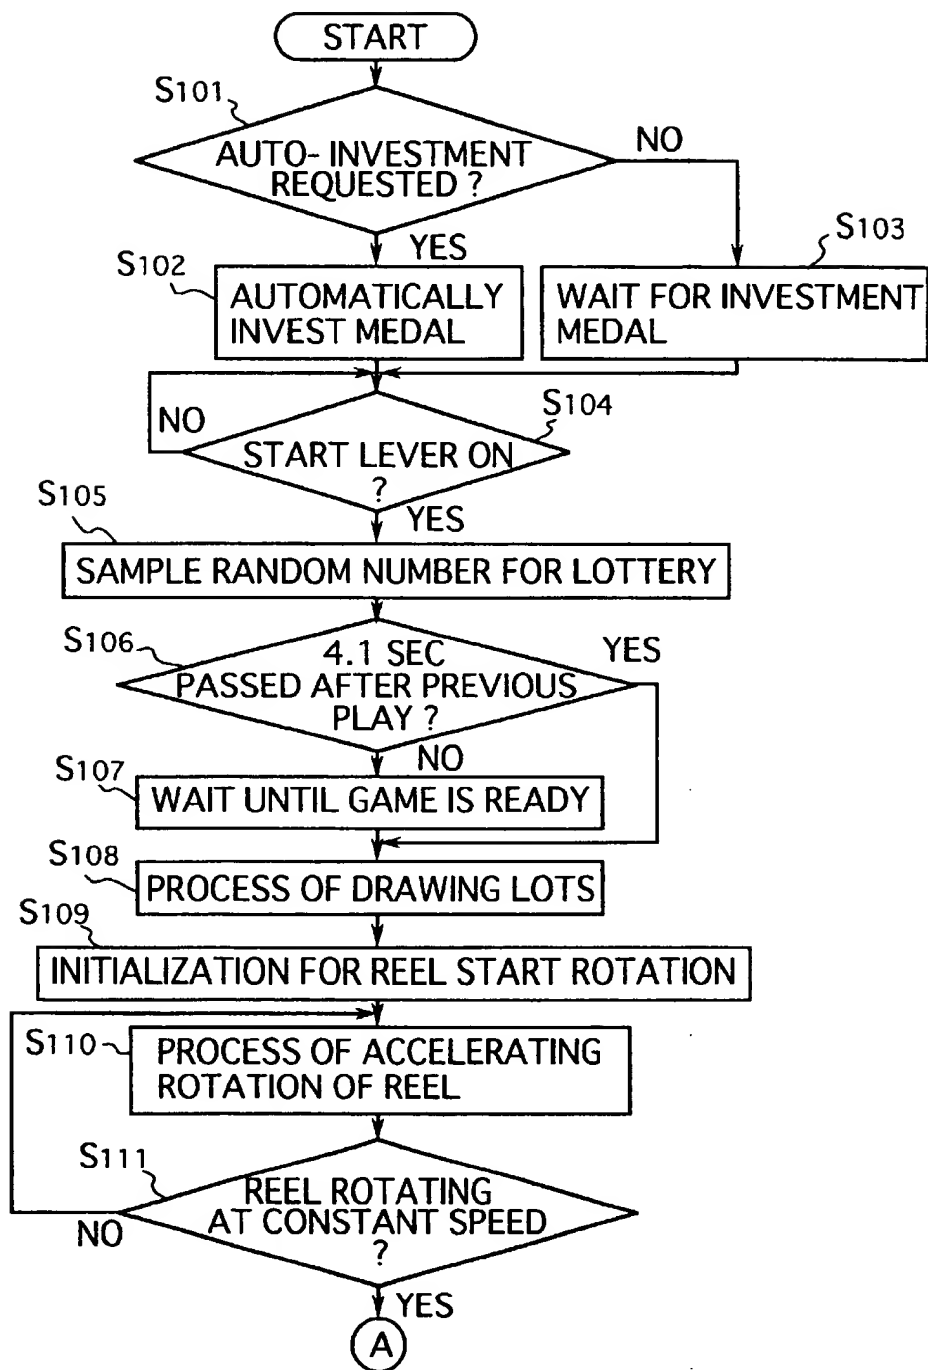 START
S101
AUTO- INVESTMENT
REQUESTED ?
NO
YES
S102
AUTOMATICALLY
INVEST MEDAL
S103
WAIT FOR INVESTMENT
MEDAL
NO
S104
START LEVER ON
?
YES
S105
SAMPLE RANDOM NUMBER FOR LOTTERY
S106
4.1 SEC
PASSED AFTER PREVIOUS
PLAY ?
YES
NO
S107
WAIT UNTIL GAME IS READY
S108
PROCESS OF DRAWING LOTS
S109
INITIALIZATION FOR REEL START ROTATION
S110
PROCESS OF ACCELERATING
ROTATION OF REEL
S111
REEL ROTATING
AT CONSTANT SPEED
?
NO
YES
A